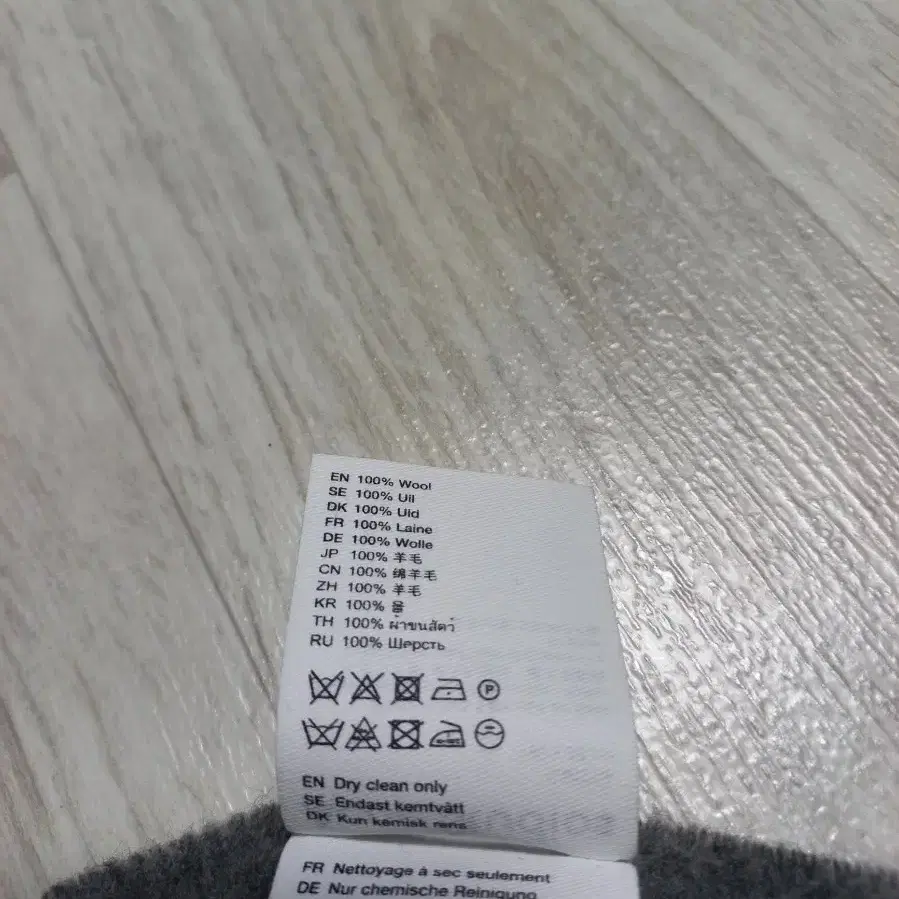 EN 100% Wool
SE 100% Ull
DK 100% Uld
FR 100% Laine
DE 100% Wolle
JP 100% 羊毛
CN 100% 绵羊毛
ZH 100% 羊毛
KR 100% 울
TH 100% ผ้าขนสัตว์
RU 100% Шерсть
P
EN Dry clean only
SE Endast kemtvätt
DK Kun kemisk rens
FR Nettoyage à sec seulement
DE Nur chemische Reinigung